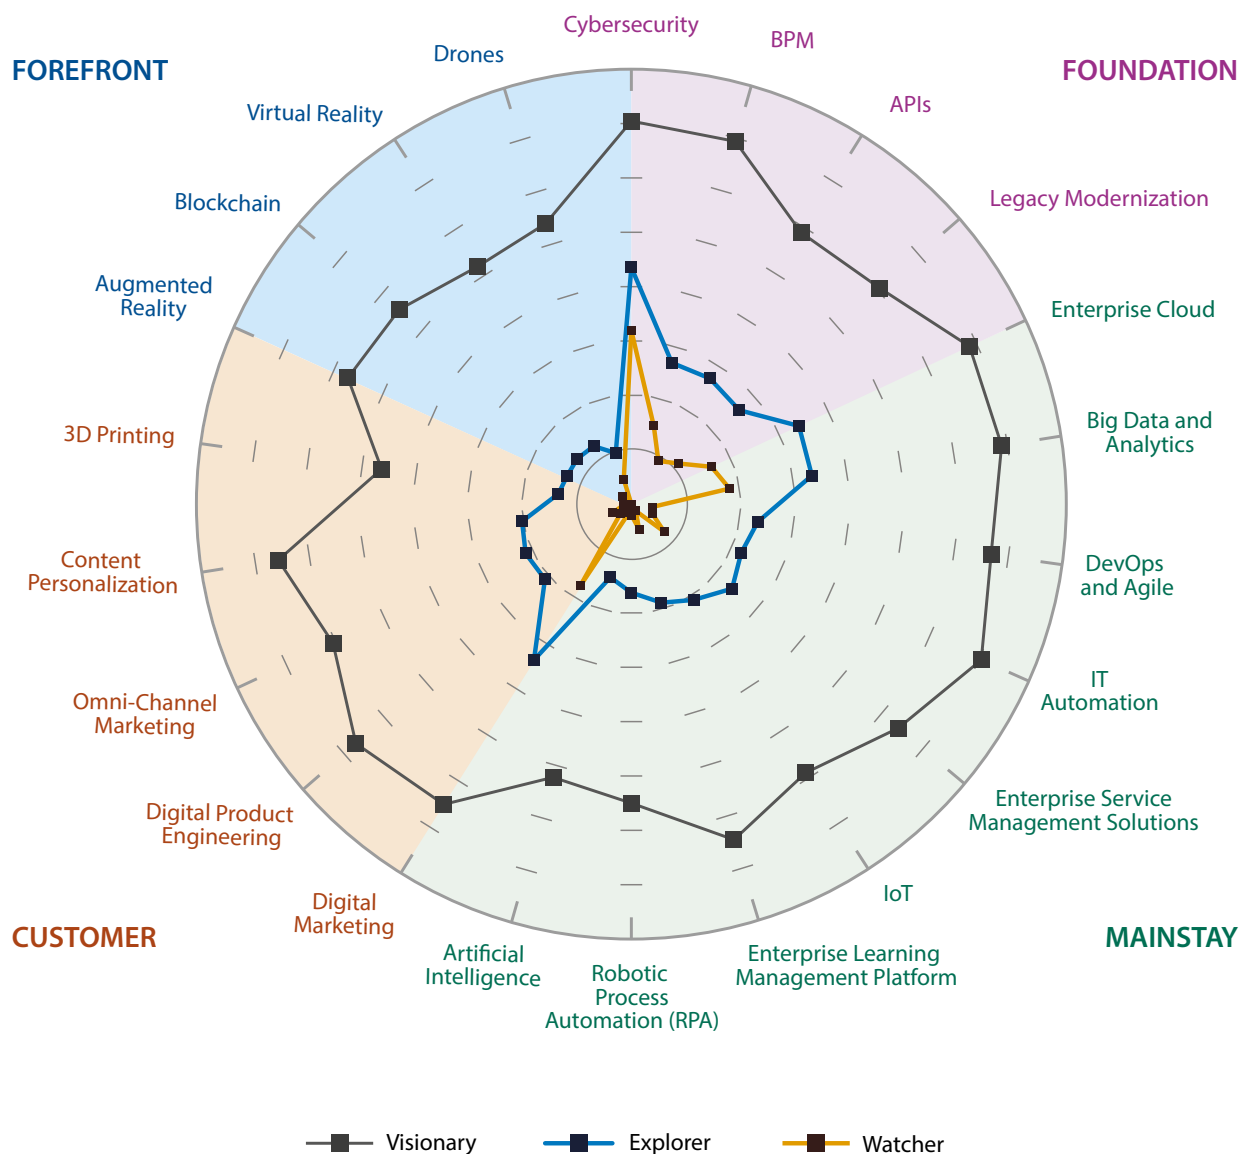 Cybersecurity
BPM
Drones
FOREFRONT
FOUNDATION
APIs
Virtual Reality
Legacy Modernization
Blockchain
Augmented
Reality
Enterprise Cloud
Big Data and
Analytics
3D Printing
Content
Personalization
DevOps
and Agile
IT
Automation
Omni-Channel
Marketing
Enterprise Service
Management Solutions
Digital Product
Engineering
IoT
Digital
Marketing
CUSTOMER
MAINSTAY
Artificial
Intelligence
Enterprise Learning
Management Platform
Robotic
Process
Automation (RPA)
Visionary
Explorer
Watcher